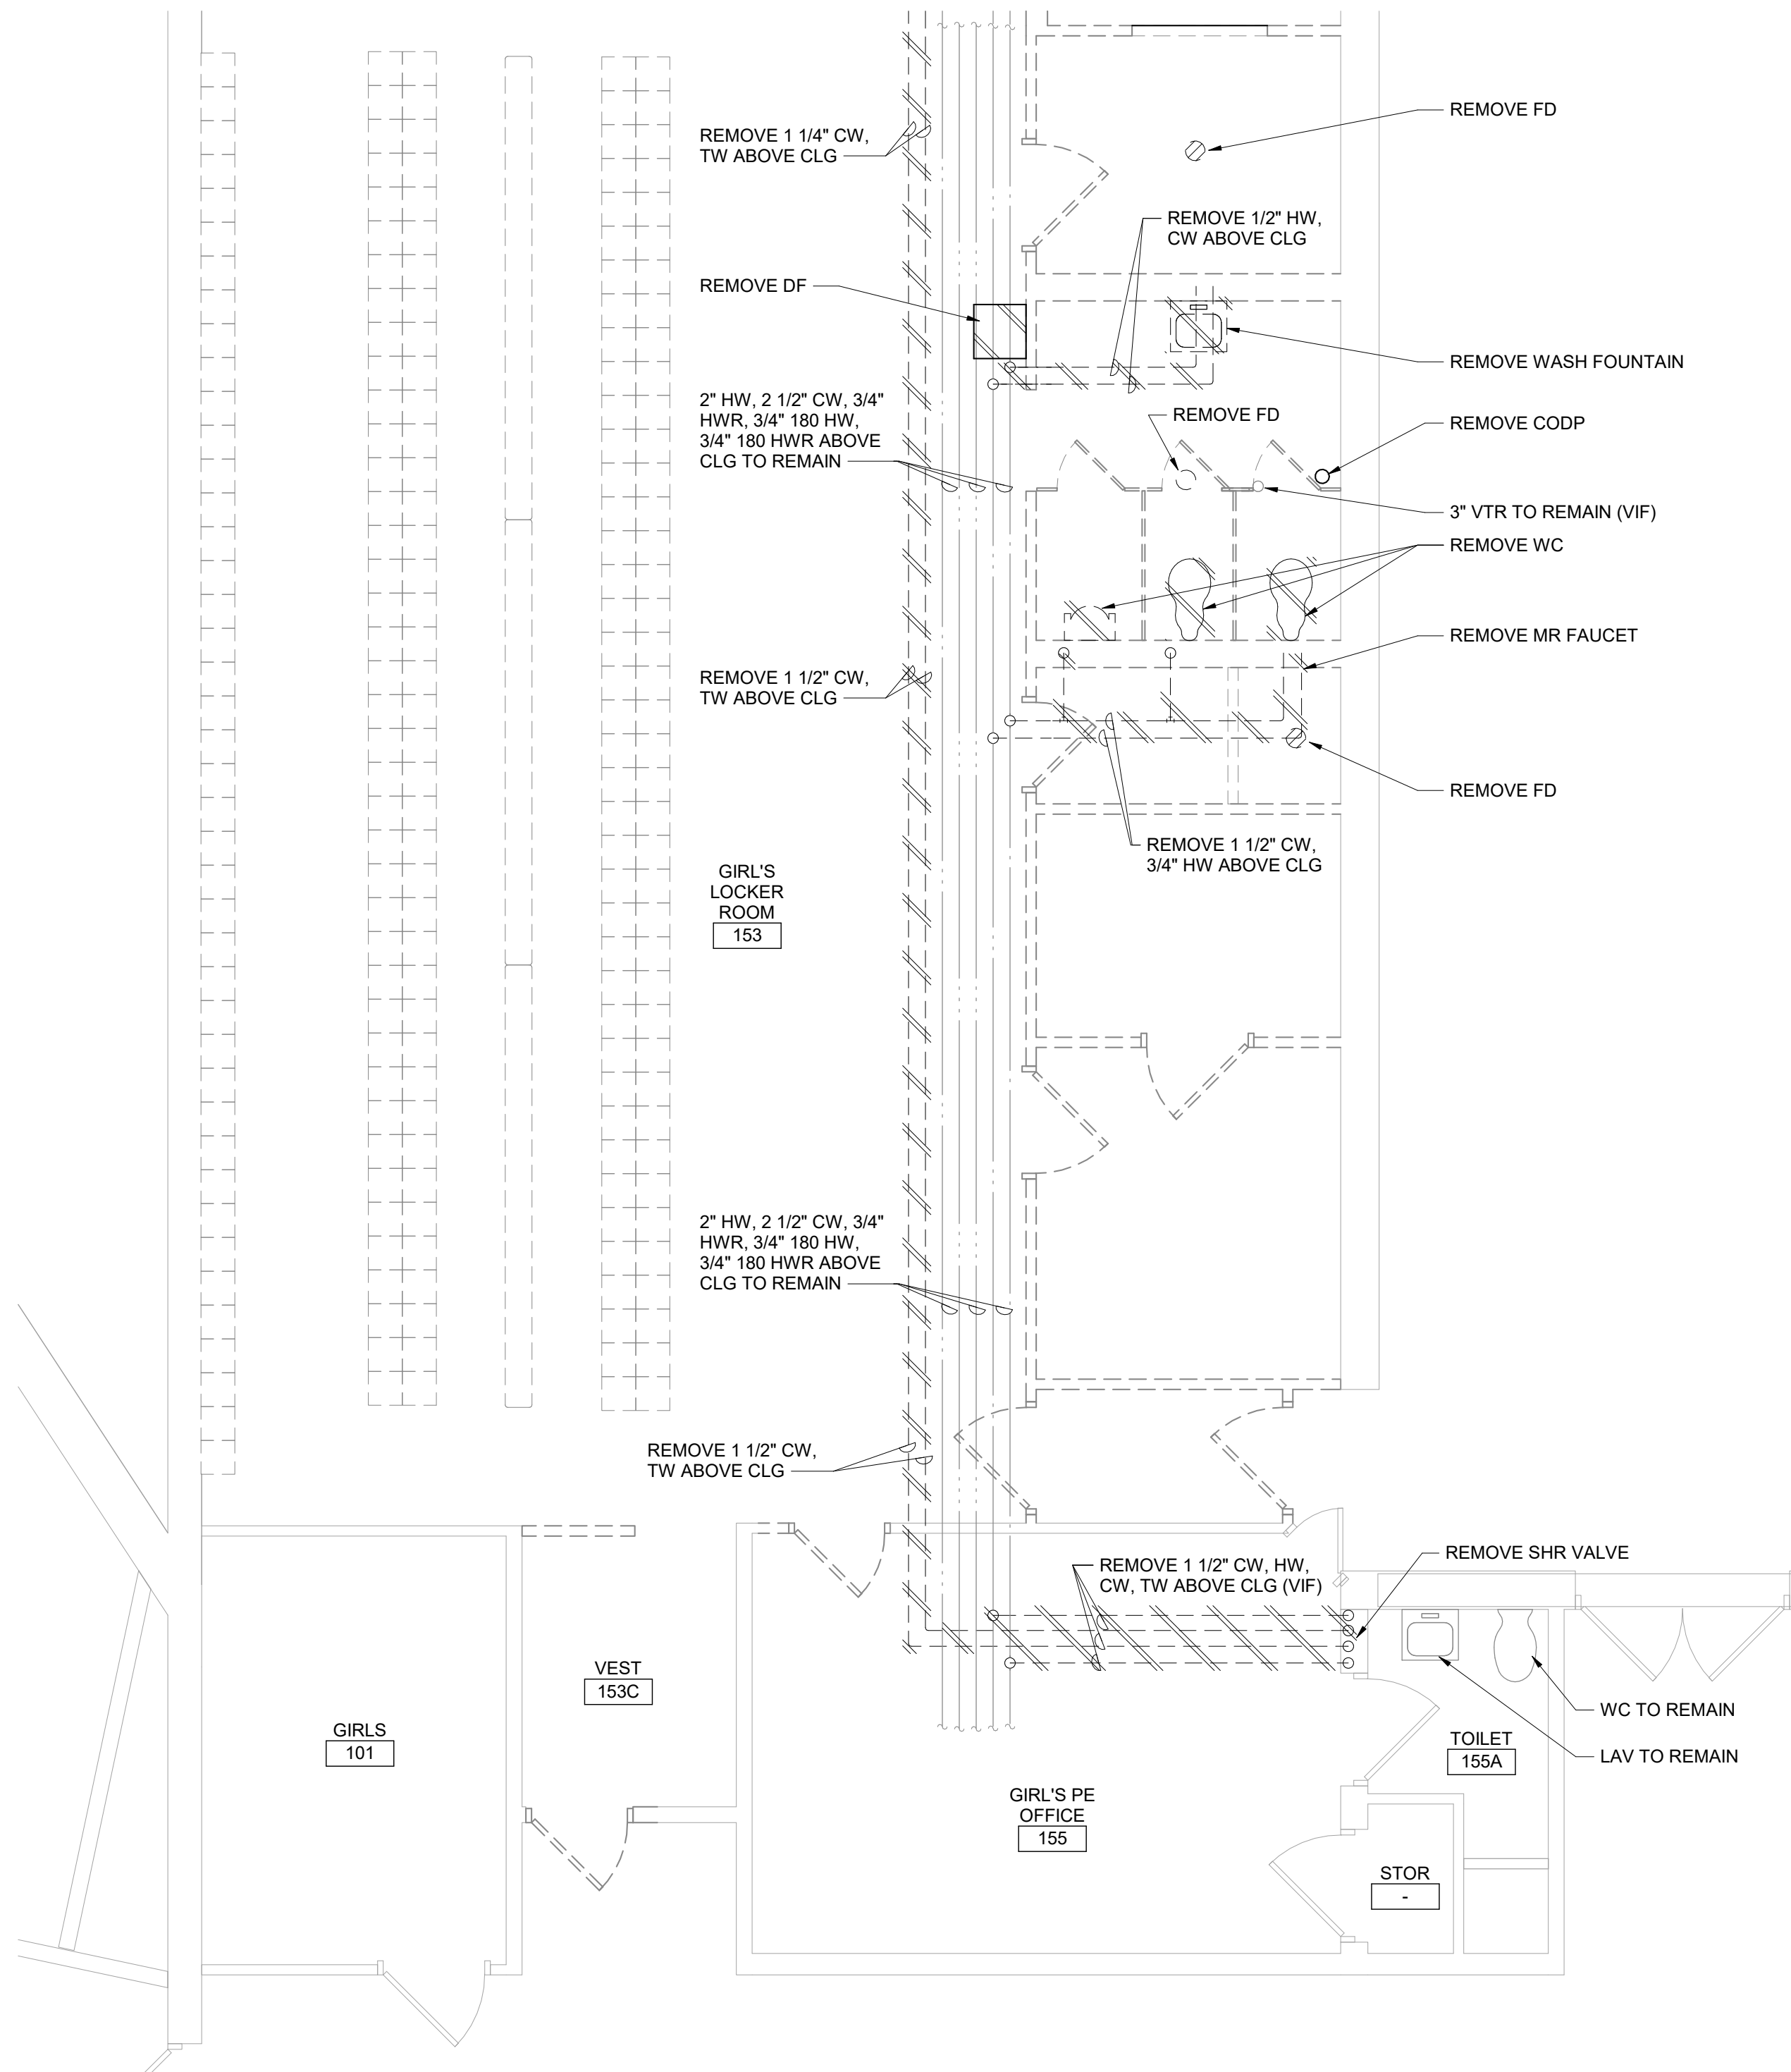 REMOVE FD
REMOVE 1 1/4" CW,
TW ABOVE CLG
REMOVE 1/2" HW,
CW ABOVE CLG
REMOVE DF
REMOVE WASH FOUNTAIN
2" HW, 2 1/2" CW, 3/4"
HWR, 3/4" 180 HW,
3/4" 180 HWR ABOVE
CLG TO REMAIN
REMOVE FD
REMOVE CODP
3" VTR TO REMAIN (VIF)
REMOVE WC
REMOVE MR FAUCET
REMOVE 1 1/2" CW,
TW ABOVE CLG
REMOVE FD
REMOVE 1 1/2" CW,
3/4" HW ABOVE CLG
GIRL'S
LOCKER
ROOM
153
2" HW, 2 1/2" CW, 3/4"
HWR, 3/4" 180 HW,
3/4" 180 HWR ABOVE
CLG TO REMAIN
REMOVE 1 1/2" CW,
TW ABOVE CLG
REMOVE SHR VALVE
REMOVE 1 1/2" CW, HW,
CW, TW ABOVE CLG (VIF)
VEST
153C
WC TO REMAIN
GIRLS
101
TOILET
155A
LAV TO REMAIN
GIRL'S PE
OFFICE
155
STOR
-